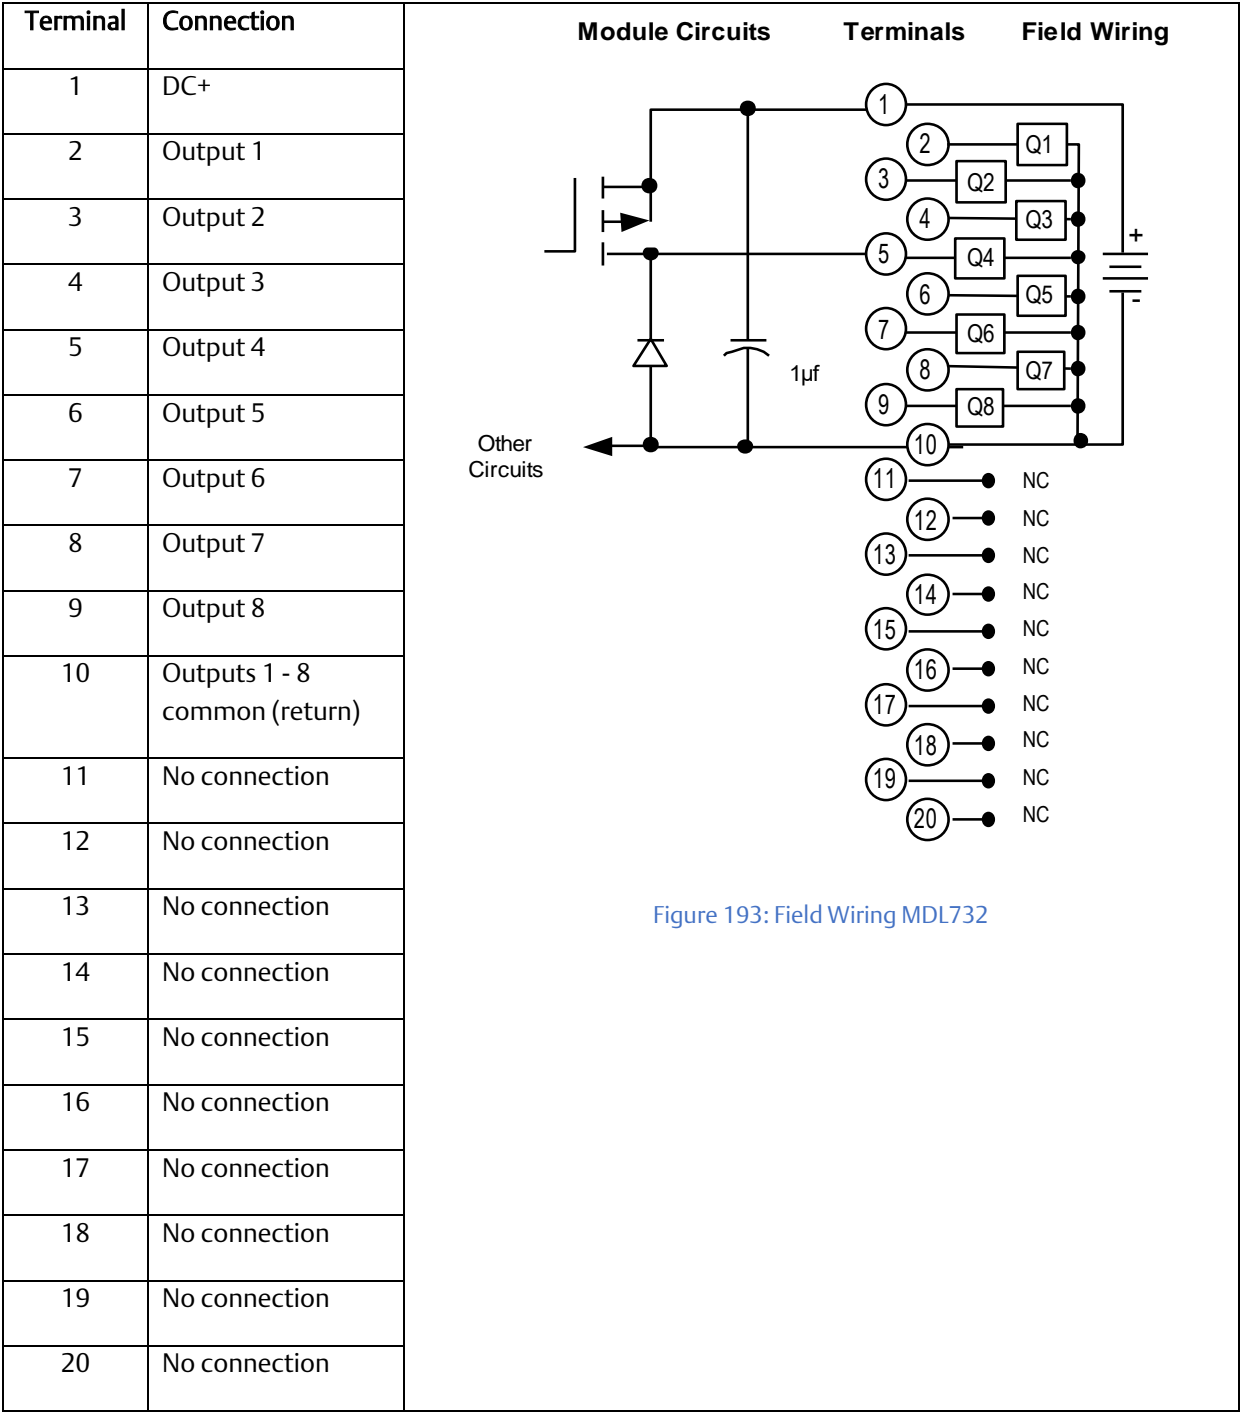 Terminal Connection
1 DC+
2 Output 1
3 Output 2
4 Output 3
5 Output 4
6 Output 5
7 Output 6
8 Output 7
9 Output 8
10 Outputs 1 - 8
common (return)
11 No connection
12 No connection
13 No connection
14 No connection
15 No connection
16 No connection
17 No connection
18 No connection
19 No connection
20 No connection
Module Circuits Terminals Field Wiring
1
2 Q1
3 Q2
4 Q3
+
5 Q4
6 Q5
-
7 Q6
8 Q7
1µf
9 Q8
10
Other
Circuits
11 NC
12 NC
13 NC
14 NC
15 NC
16 NC
17 NC
18 NC
19 NC
20 NC
Figure 193: Field Wiring MDL732